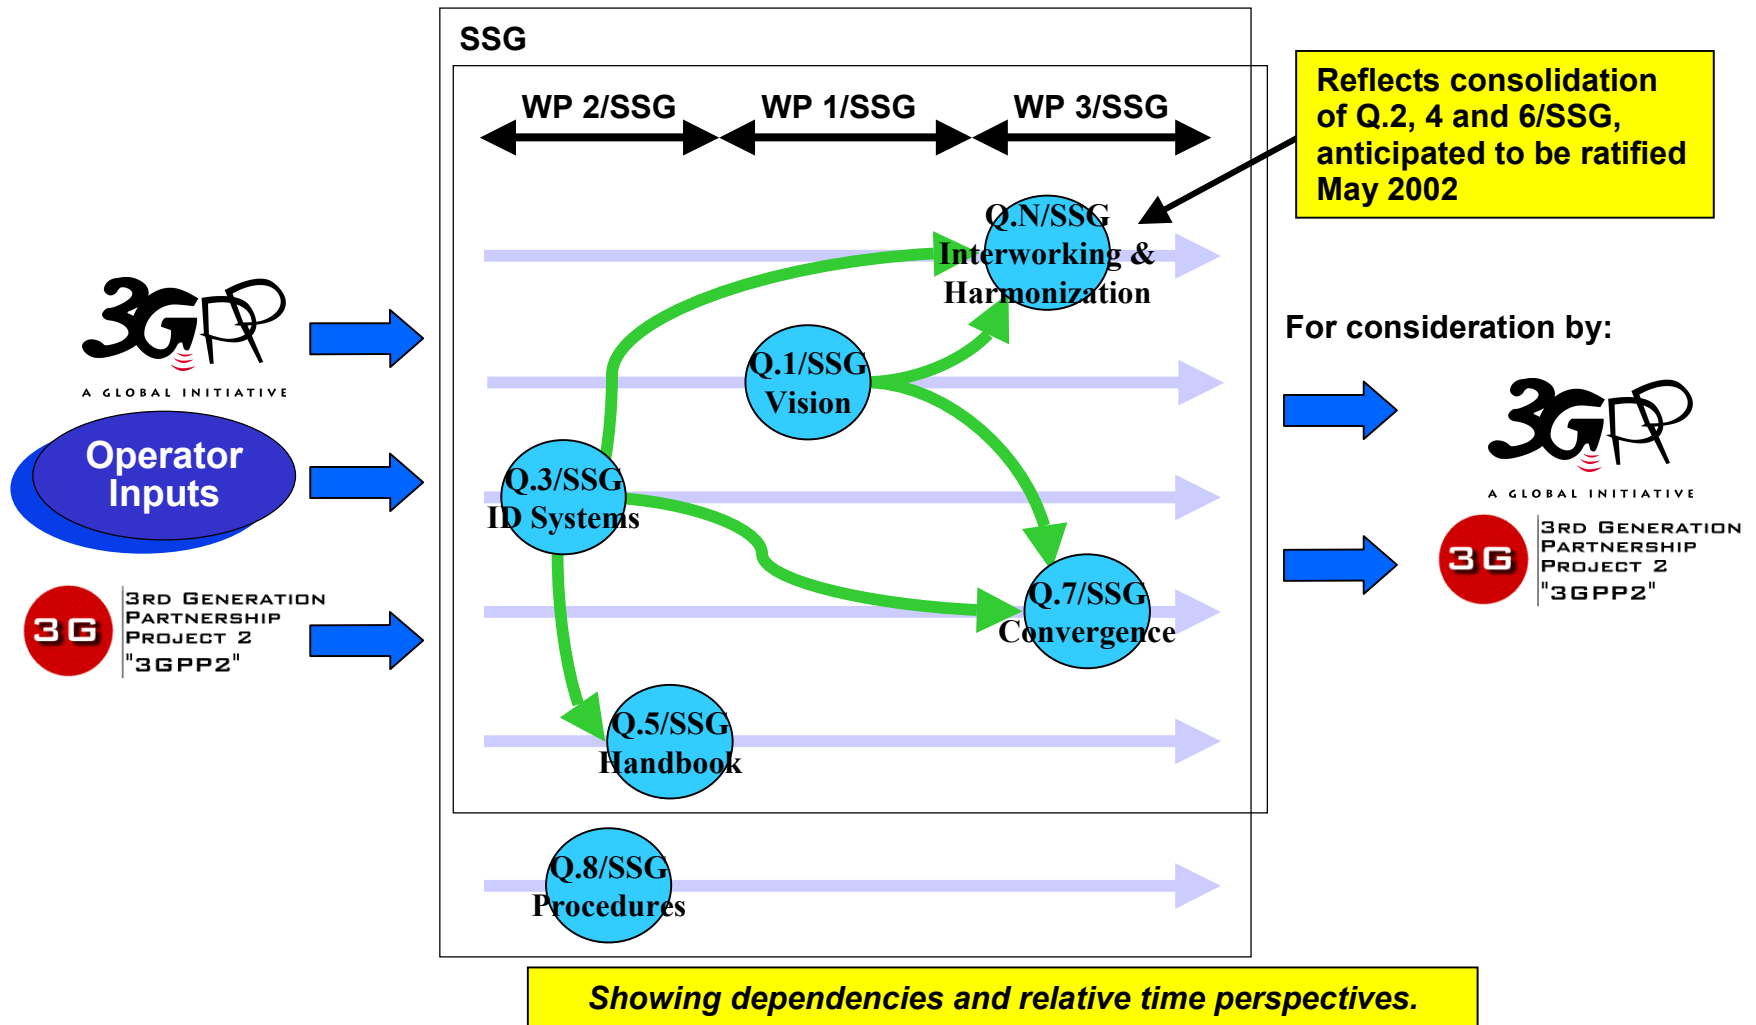 SSG
WP 2/SSG
WP 1/SSG
WP 3/SSG
Reflects consolidation
of Q.2, 4 and 6/SSG,
anticipated to be ratified
May 2002
Q.N/SSG
Interworking &
Harmonization
3GPP
A GLOBAL INITIATIVE
Operator
Inputs
3G
3RD GENERATION
PARTNERSHIP
PROJECT 2
"3GPP2"
Q.1/SSG
Vision
Q.3/SSG
ID Systems
Q.7/SSG
Convergence
Q.5/SSG
Handbook
Q.8/SSG
Procedures
For consideration by:
3GPP
A GLOBAL INITIATIVE
3G
3RD GENERATION
PARTNERSHIP
PROJECT 2
"3GPP2"
Showing dependencies and relative time perspectives.